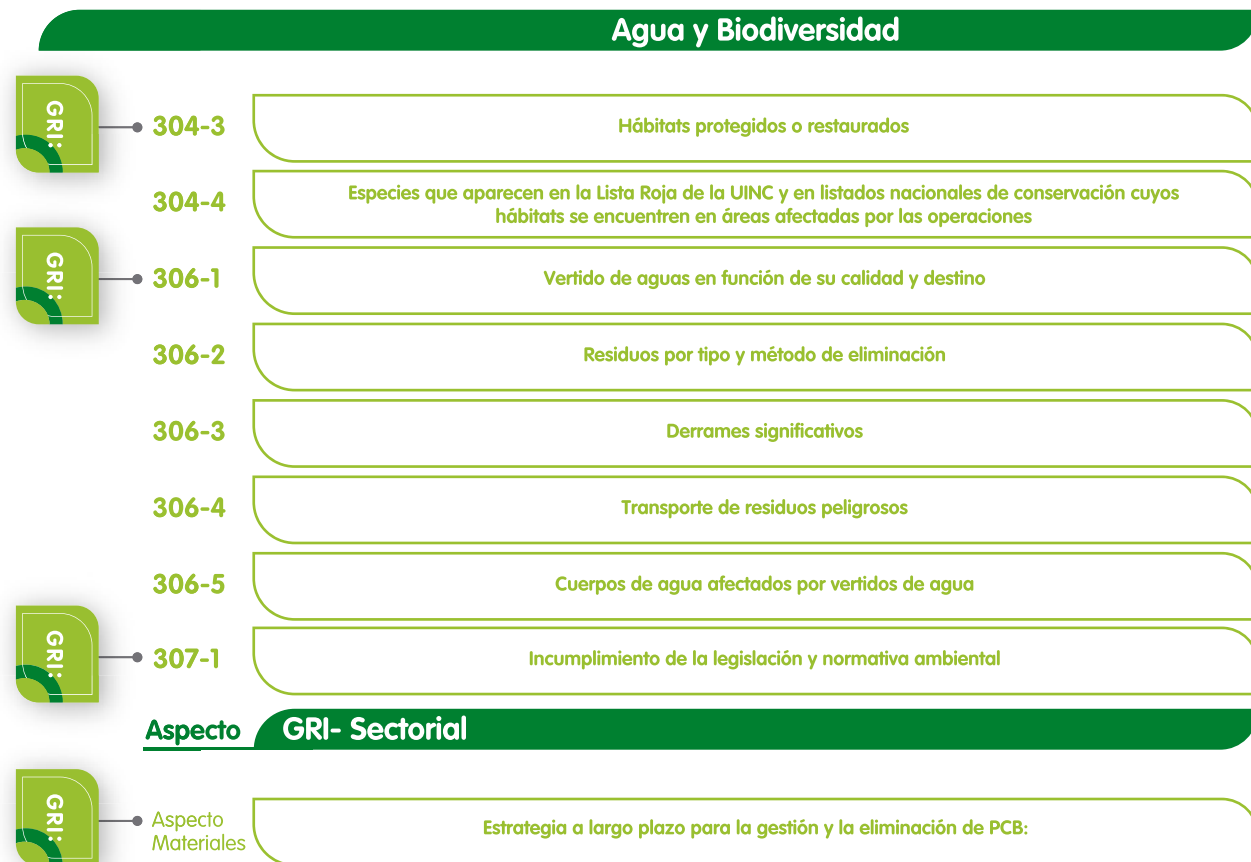 Agua y Biodiversidad
GRI:
304-3
Hábitats protegidos o restaurados
304-4
Especies que aparecen en la Lista Roja de la UINC y en listados nacionales de conservación cuyos
hábitats se encuentren en áreas afectadas por las operaciones
GRI:
306-1
Vertido de aguas en función de su calidad y destino
306-2
Residuos por tipo y método de eliminación
306-3
Derrames significativos
306-4
Transporte de residuos peligrosos
306-5
Cuerpos de agua afectados por vertidos de agua
GRI:
307-1
Incumplimiento de la legislación y normativa ambiental
Aspecto
GRI- Sectorial
GRI:
Aspecto
Materiales
Estrategia a largo plazo para la gestión y la eliminación de PCB: